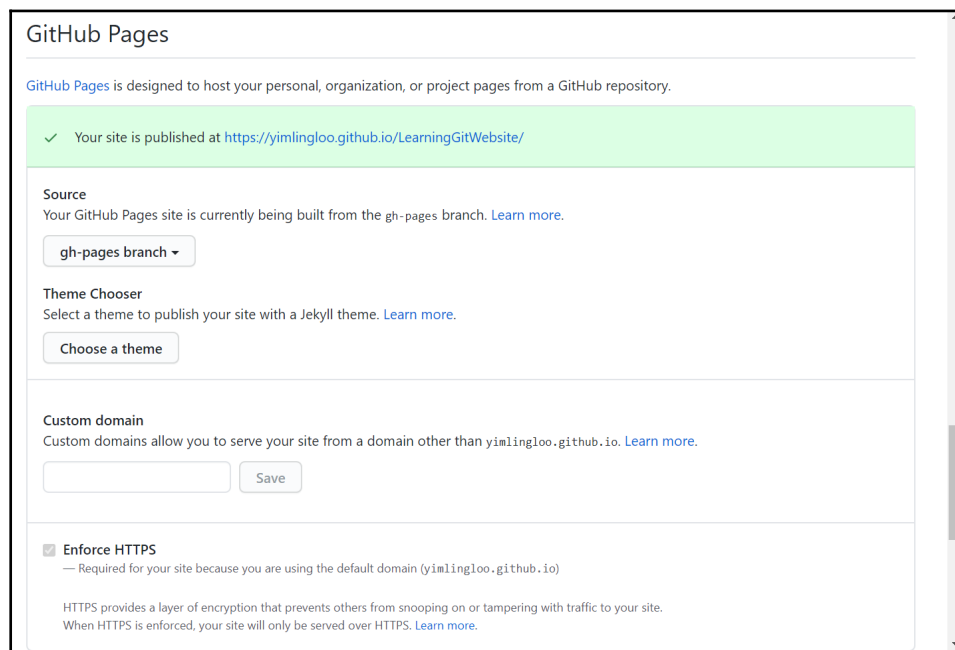 GitHub Pages
GitHub Pages is designed to host your personal, organization, or project pages from a GitHub repository.
Your site is published at https://yimlingloo.github.io/LearningGitWebsite/
Source
Your GitHub Pages site is currently being built from the gh-pages branch. Learn more.
gh-pages branch
Theme Chooser
Select a theme to publish your site with a Jekyll theme. Learn more.
Choose a theme
Custom domain
Custom domains allow you to serve your site from a domain other than yimlingloo.github.io. Learn more.
Save
Enforce HTTPS
— Required for your site because you are using the default domain (yimlingloo.github.io)
HTTPS provides a layer of encryption that prevents others from snooping on or tampering with traffic to your site.
When HTTPS is enforced, your site will only be served over HTTPS. Learn more.